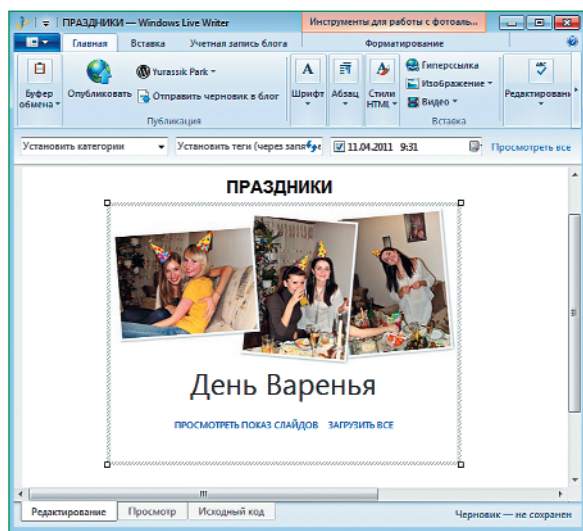 ПРАЗДНИКИ — Windows Live Writer
Инструменты для работы с фотоаль...
Главная Вставка Учетная запись блога Форматирование
Буфер обмена
Опубликовать
Yurassik Park
Отправить черновик в блог
Публикация
Шрифт
Абзац
Стили HTML
Гиперссылка
Изображение
Видео
Вставка
ABC
Редактировани
Установить категории
Установить теги (через запя
11.04.2011 9:31
Просмотреть все
ПРАЗДНИКИ
День Варенья
ПРОСМОТРЕТЬ ПОКАЗ СЛАЙДОВ ЗАГРУЗИТЬ ВСЕ
Редактирование Просмотр Исходный код
Черновик — не сохранен